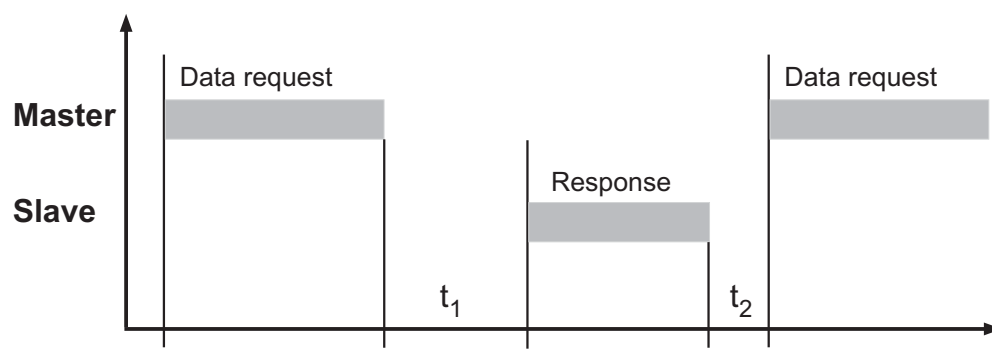 Data request
Data request
Master
Response
Slave
t₁
t₂